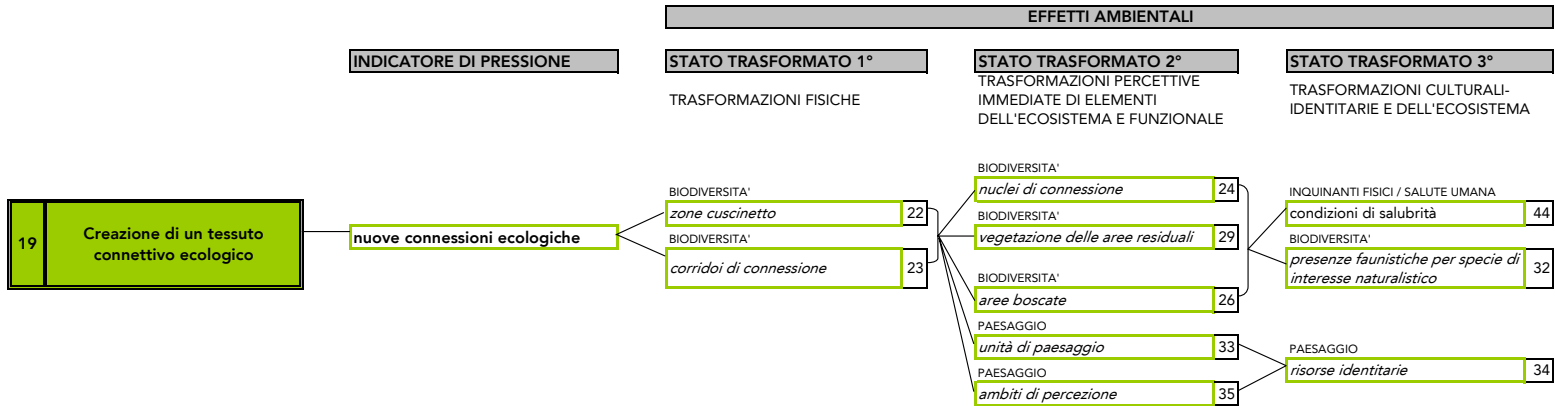 EFFETTI AMBIENTALI
INDICATORE DI PRESSIONE
STATO TRASFORMATO 1°
STATO TRASFORMATO 2°
STATO TRASFORMATO 3°
TRASFORMAZIONI FISICHE
TRASFORMAZIONI PERCETTIVE
IMMEDIATE DI ELEMENTI
DELL'ECOSISTEMA E FUNZIONALE
TRASFORMAZIONI CULTURALI-
IDENTITARIE E DELL'ECOSISTEMA
19
Creazione di un tessuto
connettivo ecologico
nuove connessioni ecologiche
BIODIVERSITA'
zone cuscinetto 22
BIODIVERSITA'
corridoi di connessione 23
BIODIVERSITA'
nuclei di connessione 24
BIODIVERSITA'
vegetazione delle aree residuali 29
BIODIVERSITA'
aree boscate 26
PAESAGGIO
unità di paesaggio 33
PAESAGGIO
ambiti di percezione 35
INQUINANTI FISICI / SALUTE UMANA
condizioni di salubrità 44
BIODIVERSITA'
presenze faunistiche per specie di
interesse naturalistico 32
PAESAGGIO
risorse identitarie 34